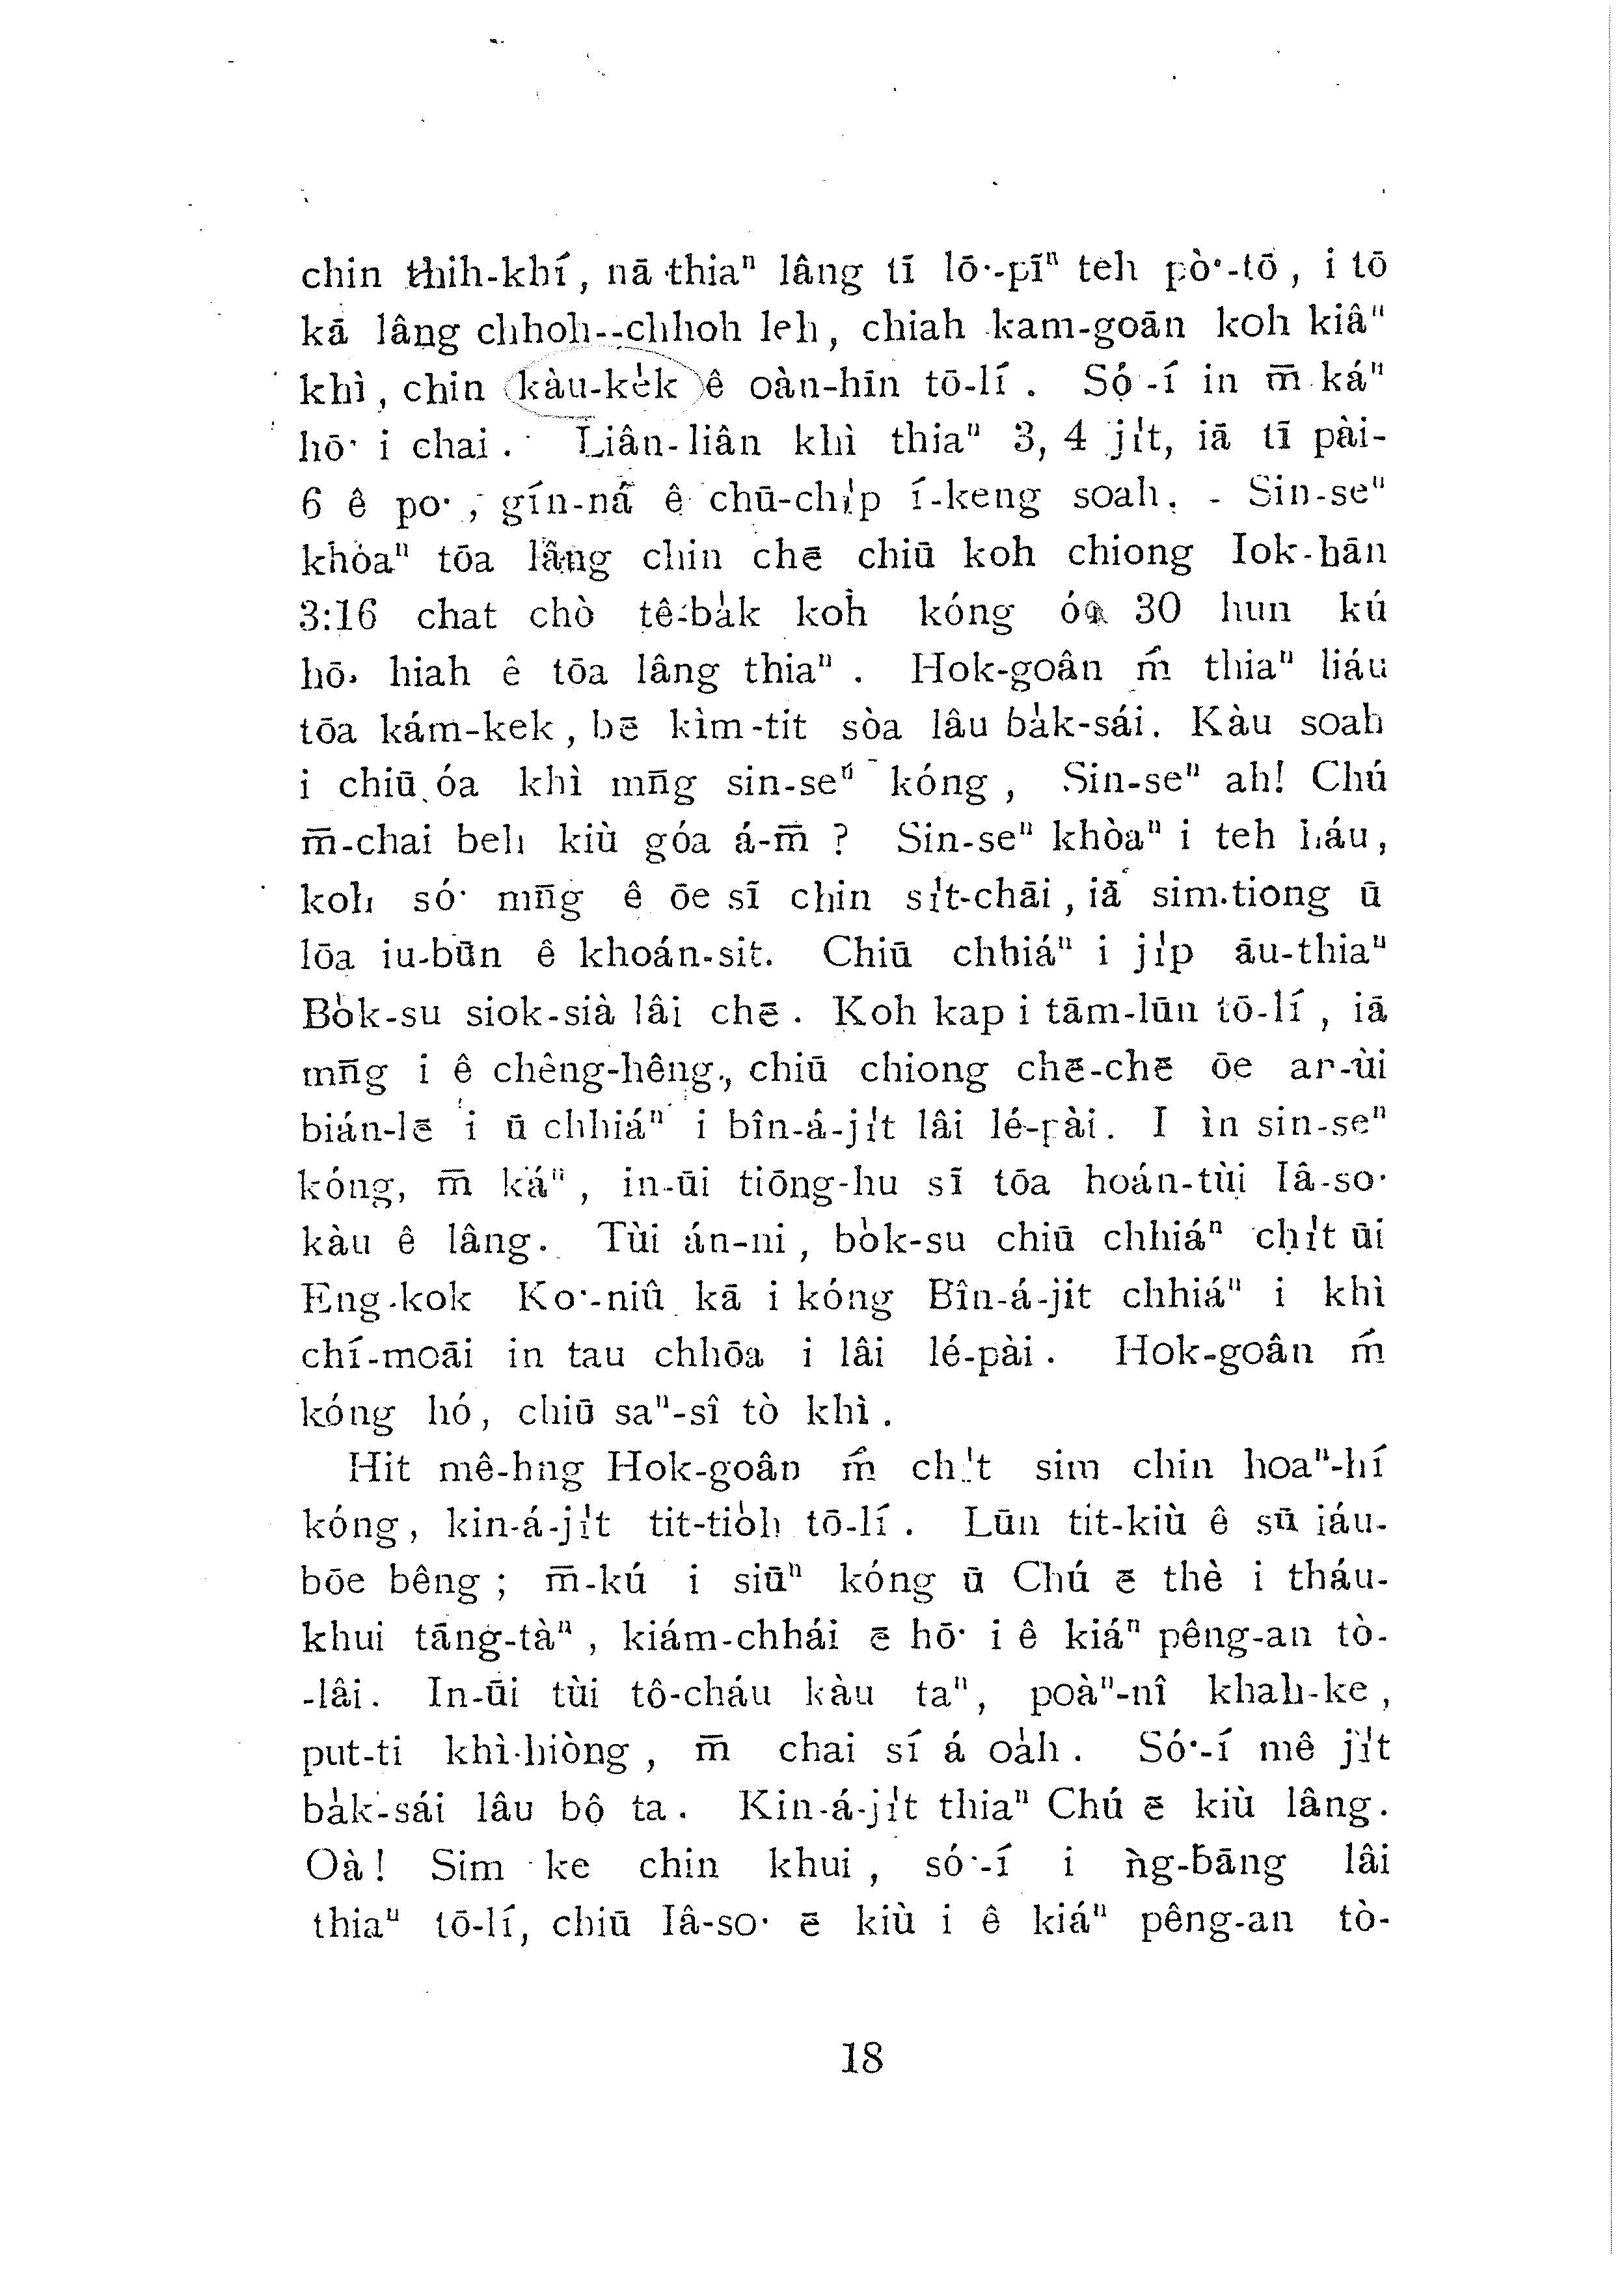 chin thih-khí, nā thiaⁿ lâng tī lō͘-pīⁿ teh pò͘-tō, i tō
kā lâng chhoh--chhoh leh, chiah kam-goān koh kiâⁿ
khì, chin kàu-ke̍k ê oàn-hīn tō-lí. Só͘-í in m̄ káⁿ
hō͘ i chai. Liân-liân khì thiaⁿ 3, 4 ji̍t, iā tī pài-
6 ê po͘, gín-nâ ê chū-chi̍p í-keng soah. Sin-seⁿ
khòaⁿ tōa lâng chin chē chiū koh chiong Iok-hān
3:16 chat chò tê-ba̍k koh kóng óa 30 hun kú
hō͘ hiah ê tōa lâng thiaⁿ. Hok-goân ḿ thiaⁿ liáu
tōa kám-kek, bē kìm-tit sòa lâu ba̍k-sái. Kàu soah
i chiū óa khì mn̄g sin-seⁿ kóng, Sin-seⁿ ah! Chú
m̄-chai beh kiù góa á-m̄? Sin-seⁿ khòaⁿ i teh háu,
koh só͘ mn̄g ê ōe sī chin si̍t-chāi, iā sim-tiong ū
lōa iu-būn ê khoán-sit. Chiū chhiáⁿ i ji̍p āu-thiaⁿ
Bo̍k-su siok-sià lâi chē. Koh kap i tām-lūn tō-lí, iā
mn̄g i ê chêng-hêng, chiū chiong chē-chē ōe an-ùi
bián-lē i ū chhiáⁿ i bîn-á-ji̍t lâi lé-pài. I ìn sin-seⁿ
kóng, m̄ káⁿ, in-ūi tiōng-hu sī tōa hoán-tùi Iâ-so͘
kàu ê lâng. Tùi án-ni, bo̍k-su chiū chhiáⁿ chi̍t ūi
Eng-kok Ko͘-niû kā i kóng Bîn-á-jit chhiáⁿ i khì
chí-moāi in tau chhōa i lâi lé-pài. Hok-goân ḿ
kóng hó, chiū saⁿ-sî tò khì.
Hit mê-hng Hok-goân ḿ chi̍t sim chin hoaⁿ-hí
kóng, kin-á-ji̍t tit-tio̍h tō-lí. Lūn tit-kiù ê sū iáu-
bōe bêng; m̄-kú i siūⁿ kóng ū Chú ē thè i tháu-
khui tāng-tàⁿ, kiám-chhái ē hō͘ i ê kiáⁿ pêng-an tò-
-lâi. In-ūi tùi tô-cháu kàu taⁿ, poàⁿ-nî khah-ke,
put-ti khì-hiòng, m̄ chai sí á oa̍h. Só͘-í mê ji̍t
ba̍k-sái lâu bô ta. Kin-á-ji̍t thiaⁿ Chú ē kiù lâng.
Oà! Sim ke chin khui, só͘-í i ǹg-bāng lâi
thiaⁿ tō-lí, chiū Iâ-so͘ ē kiù i ê kiáⁿ pêng-an tò-
18